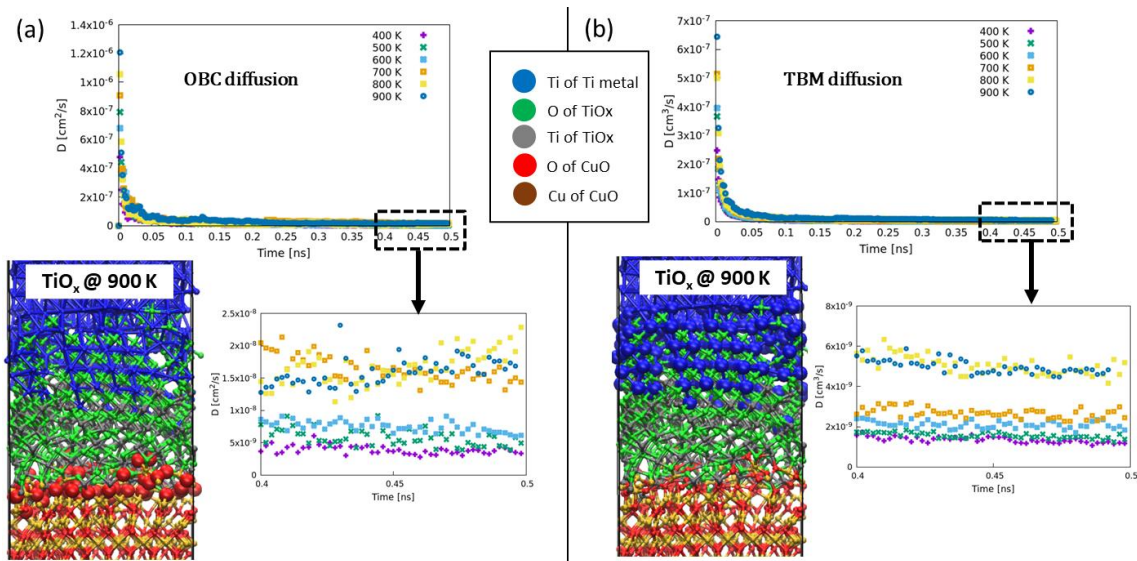 (a)
1.4x10⁻⁶
1.2x10⁻⁶
1x10⁻⁶
8x10⁻⁷
6x10⁻⁷
4x10⁻⁷
2x10⁻⁷
0
D [cm²/s]
OBC diffusion
400 K
500 K
600 K
700 K
800 K
900 K
0 0.05 0.1 0.15 0.2 0.25 0.3 0.35 0.4 0.45 0.5
Time [ns]
Ti of Ti metal
O of TiOx
Ti of TiOx
O of CuO
Cu of CuO
(b)
7x10⁻⁷
6x10⁻⁷
5x10⁻⁷
4x10⁻⁷
3x10⁻⁷
2x10⁻⁷
1x10⁻⁷
0
D [cm³/s]
TBM diffusion
400 K
500 K
600 K
700 K
800 K
900 K
0 0.05 0.1 0.15 0.2 0.25 0.3 0.35 0.4 0.45 0.5
Time [ns]
TiOₓ @ 900 K
2.5x10⁻⁸
2x10⁻⁸
1.5x10⁻⁸
1x10⁻⁸
5x10⁻⁹
0
D [cm²/s]
0.4 0.45 0.5
Time [ns]
TiOₓ @ 900 K
8x10⁻⁹
6x10⁻⁹
4x10⁻⁹
2x10⁻⁹
0
D [cm³/s]
0.4 0.45 0.5
Time [ns]